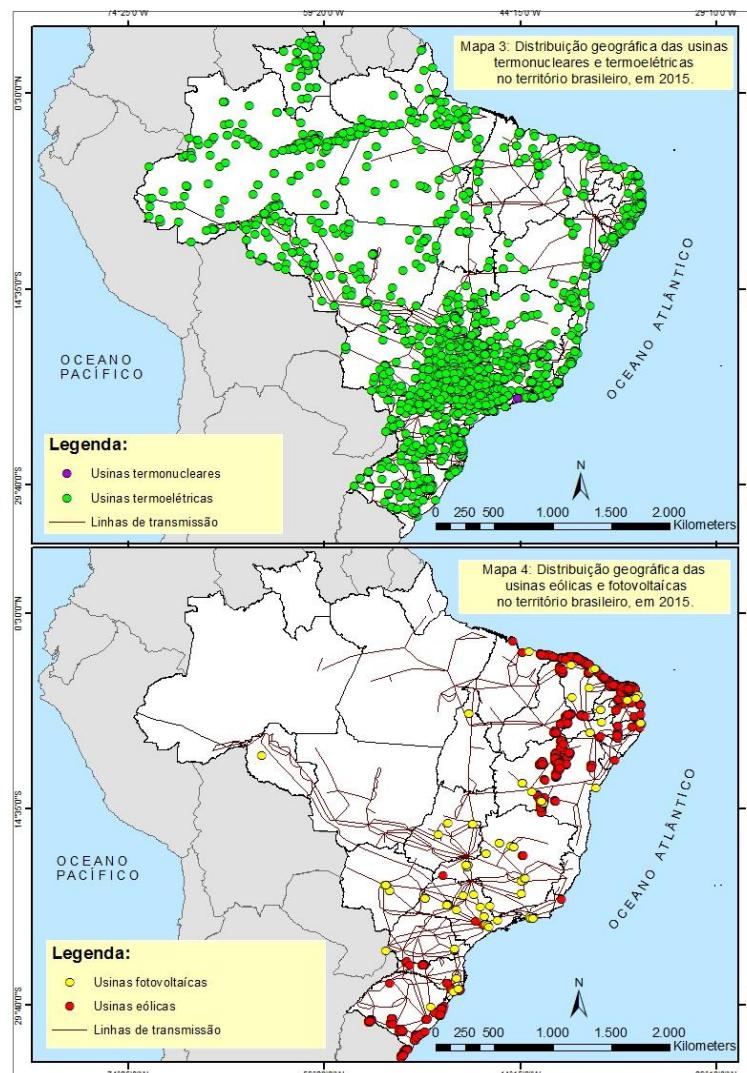 74°25'0"W 59°20'0"W 44°15'0"W 29°10'0"W
Mapa 3: Distribuição geográfica das usinas
termonucleares e termoelétricas
no território brasileiro, em 2015.
0°30'0"N
14°35'0"S
OCEANO
PACÍFICO
OCEANO ATLÂNTICO
Legenda:
Usinas termonucleares
Usinas termoelétricas
Linhas de transmissão
29°40'0"S
N
0 250 500 1.000 1.500 2.000
Kilometers
Mapa 4: Distribuição geográfica das
usinas eólicas e fotovoltaícas
no território brasileiro, em 2015.
14°35'0"S
OCEANO
PACÍFICO
OCEANO ATLÂNTICO
Legenda:
Usinas fotovoltaícas
Usinas eólicas
Linhas de transmissão
29°40'0"S
N
0 250 500 1.000 1.500 2.000
Kilometers